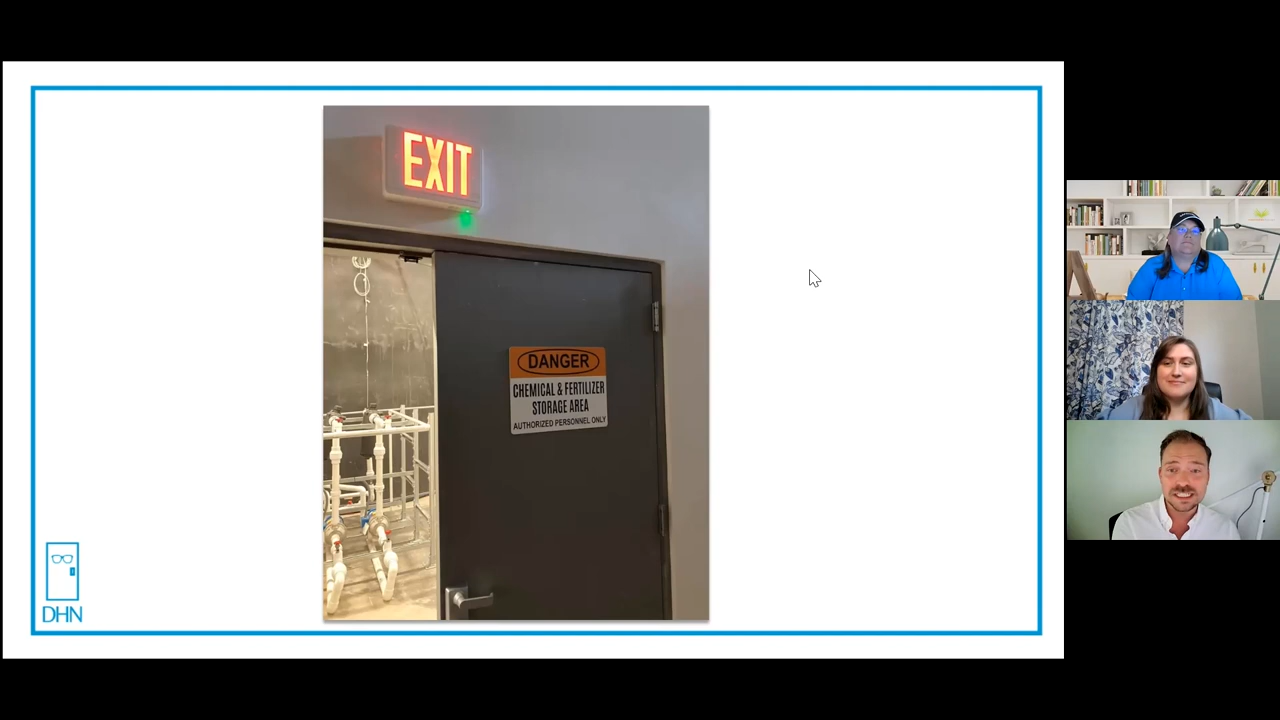 EXIT
DANGER
CHEMICAL & FERTILIZER
STORAGE AREA
AUTHORIZED PERSONNEL ONLY
DHN